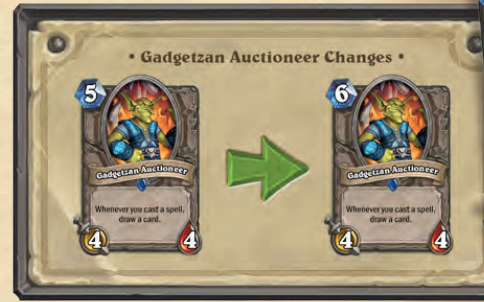 • Gadgetzan Auctioneer Changes •
5
Gadgetzan Auctioneer
Whenever you cast a spell,
draw a card.
4 4
6
Gadgetzan Auctioneer
Whenever you cast a spell,
draw a card.
4 4